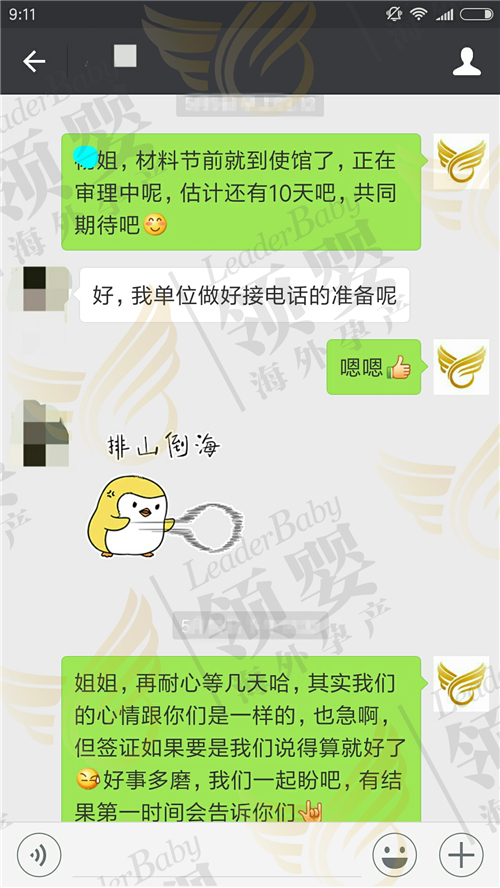 9:11
姐,材料节前就到使馆了,正在
审理中呢,估计还有10天吧,共同
期待吧😊
好,我单位做好接电话的准备呢
嗯嗯👍
排山倒海
姐姐,再耐心等几天哈,其实我们
的心情跟你们是一样的,也急啊,
但签证如果要是我们说得算就好了
😆好事多磨,我们一起盼吧,有结
果第一时间会告诉你们🤘
LeaderBaby
领婴
海外孕产